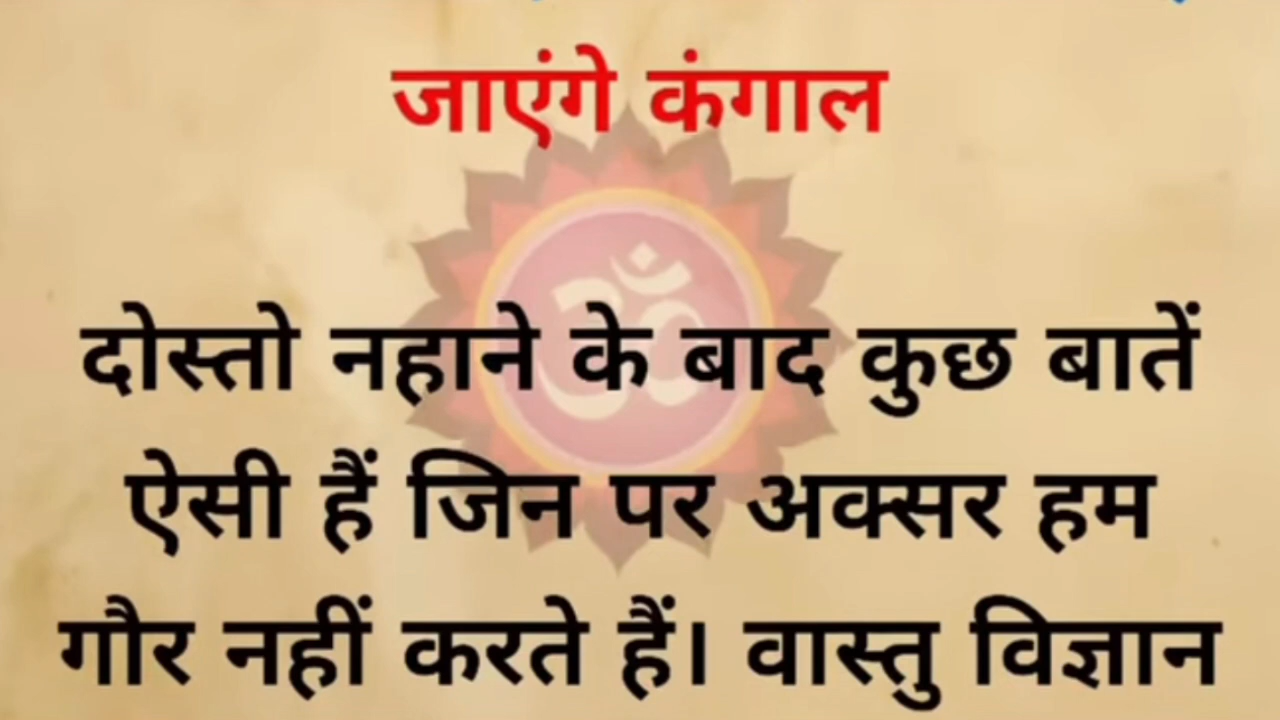 जाएंगे कंगाल
दोस्तो नहाने के बाद कुछ बातें
ऐसी हैं जिन पर अक्सर हम
गौर नहीं करते हैं। वास्तु विज्ञान